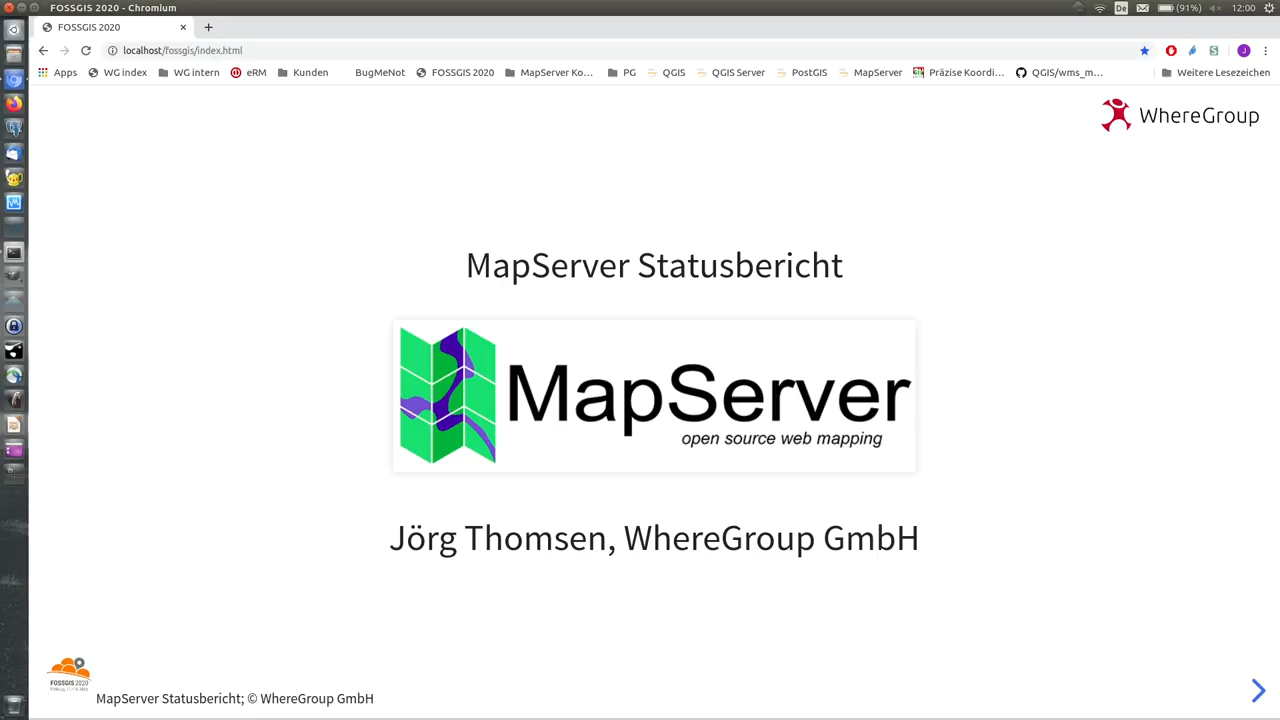 FOSSGIS 2020 - Chromium
De
(91%)
12:00
FOSSGIS 2020
localhost/fossgis/index.html
J
Apps
WG index
WG intern
eRM
Kunden
BugMeNot
FOSSGIS 2020
MapServer Ko...
PG
QGIS
QGIS Server
PostGIS
MapServer
Präzise Koordi...
QGIS/wms_m...
Weitere Lesezeichen
WhereGroup
MapServer Statusbericht
MapServer
open source web mapping
Jörg Thomsen, WhereGroup GmbH
FOSSGIS 2020
MapServer Statusbericht; © WhereGroup GmbH